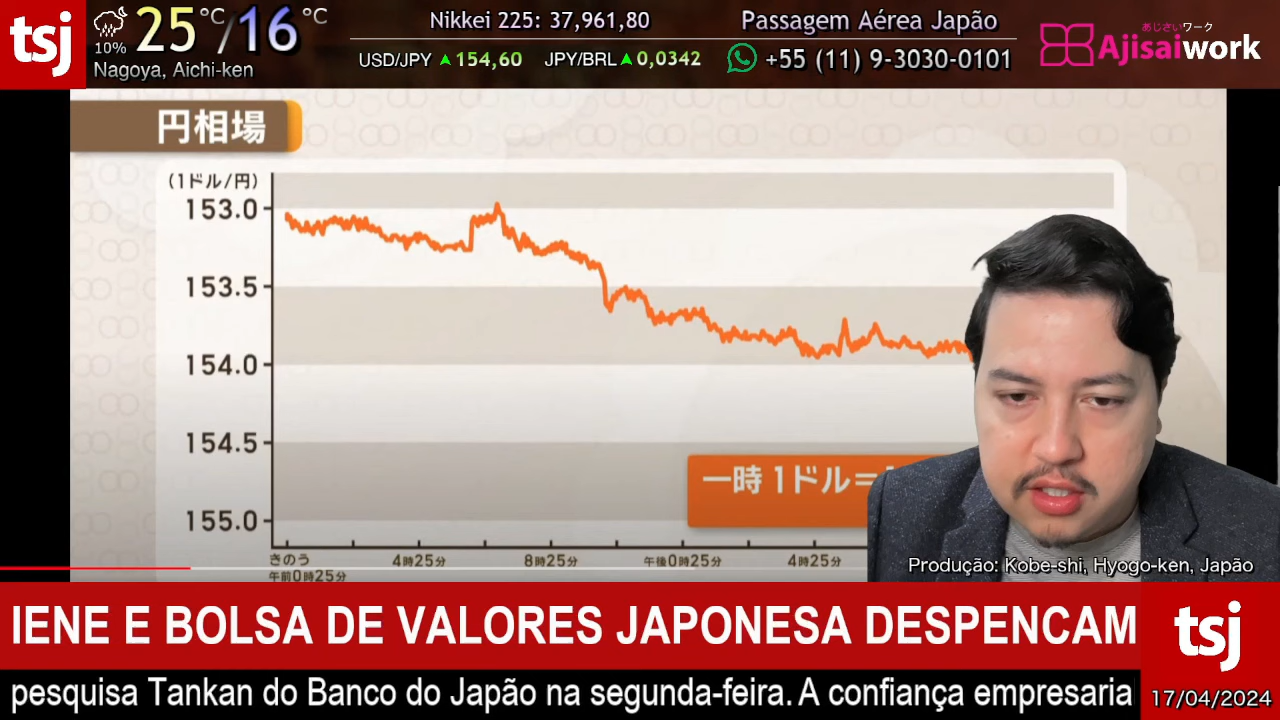 tsj
10%
25°C/16°C
Nagoya, Aichi-ken
Nikkei 225: 37,961,80
USD/JPY ▲154,60 JPY/BRL▲0,0342
Passagem Aérea Japão
+55 (11) 9-3030-0101
あじさいワーク
Ajisaiwork
円相場
(1ドル/円)
153.0
153.5
154.0
154.5
155.0
一時 1ドル=
きのう
午前0時25分
4時25分
8時25分
午後0時25分
4時25分
Produção: Kobe-shi, Hyogo-ken, Japão
IENE E BOLSA DE VALORES JAPONESA DESPENCAM
tsj
pesquisa Tankan do Banco do Japão na segunda-feira. A confiança empresaria
17/04/2024